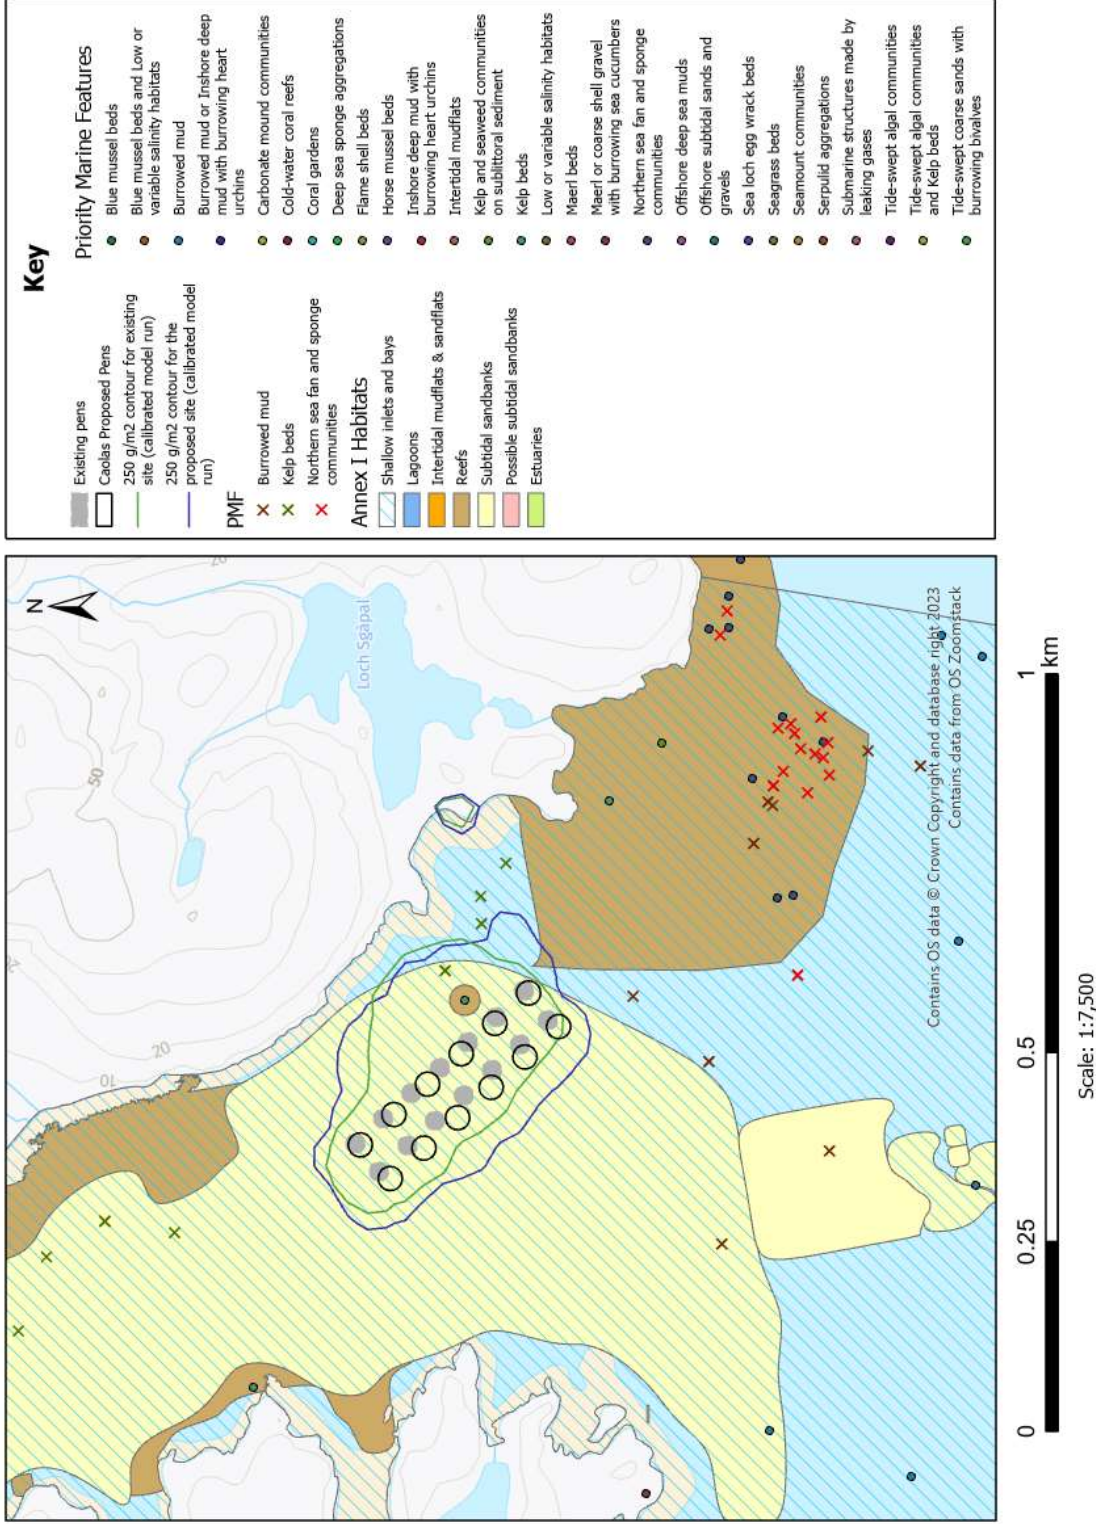 Key
Existing pens
Caolas Proposed Pens
250 g/m2 contour for existing
site (calibrated model run)
250 g/m2 contour for the
proposed site (calibrated model
run)
PMF
Burrowed mud
Kelp beds
Northern sea fan and sponge
communities
Annex I Habitats
Shallow inlets and bays
Lagoons
Intertidal mudflats & sandflats
Reefs
Subtidal sandbanks
Possible subtidal sandbanks
Estuaries
Priority Marine Features
Blue mussel beds
Blue mussel beds and Low or
variable salinity habitats
Burrowed mud
Burrowed mud or Inshore deep
mud with burrowing heart
urchins
Carbonate mound communities
Cold-water coral reefs
Coral gardens
Deep sea sponge aggregations
Flame shell beds
Horse mussel beds
Inshore deep mud with
burrowing heart urchins
Intertidal mudflats
Kelp and seaweed communities
on sublittoral sediment
Kelp beds
Low or variable salinity habitats
Maerl beds
Maerl or coarse shell gravel
with burrowing sea cucumbers
Northern sea fan and sponge
communities
Offshore deep sea muds
Offshore subtidal sands and
gravels
Sea loch egg wrack beds
Seagrass beds
Seamount communities
Serpulid aggregations
Submarine structures made by
leaking gases
Tide-swept algal communities
Tide-swept algal communities
and Kelp beds
Tide-swept coarse sands with
burrowing bivalves
N
Loch Sgàpal
50
20
20
10
20
Contains OS data © Crown Copyright and database right 2023
Contains data from OS Zoomstack
0
0.25
0.5
1
km
Scale: 1:7,500